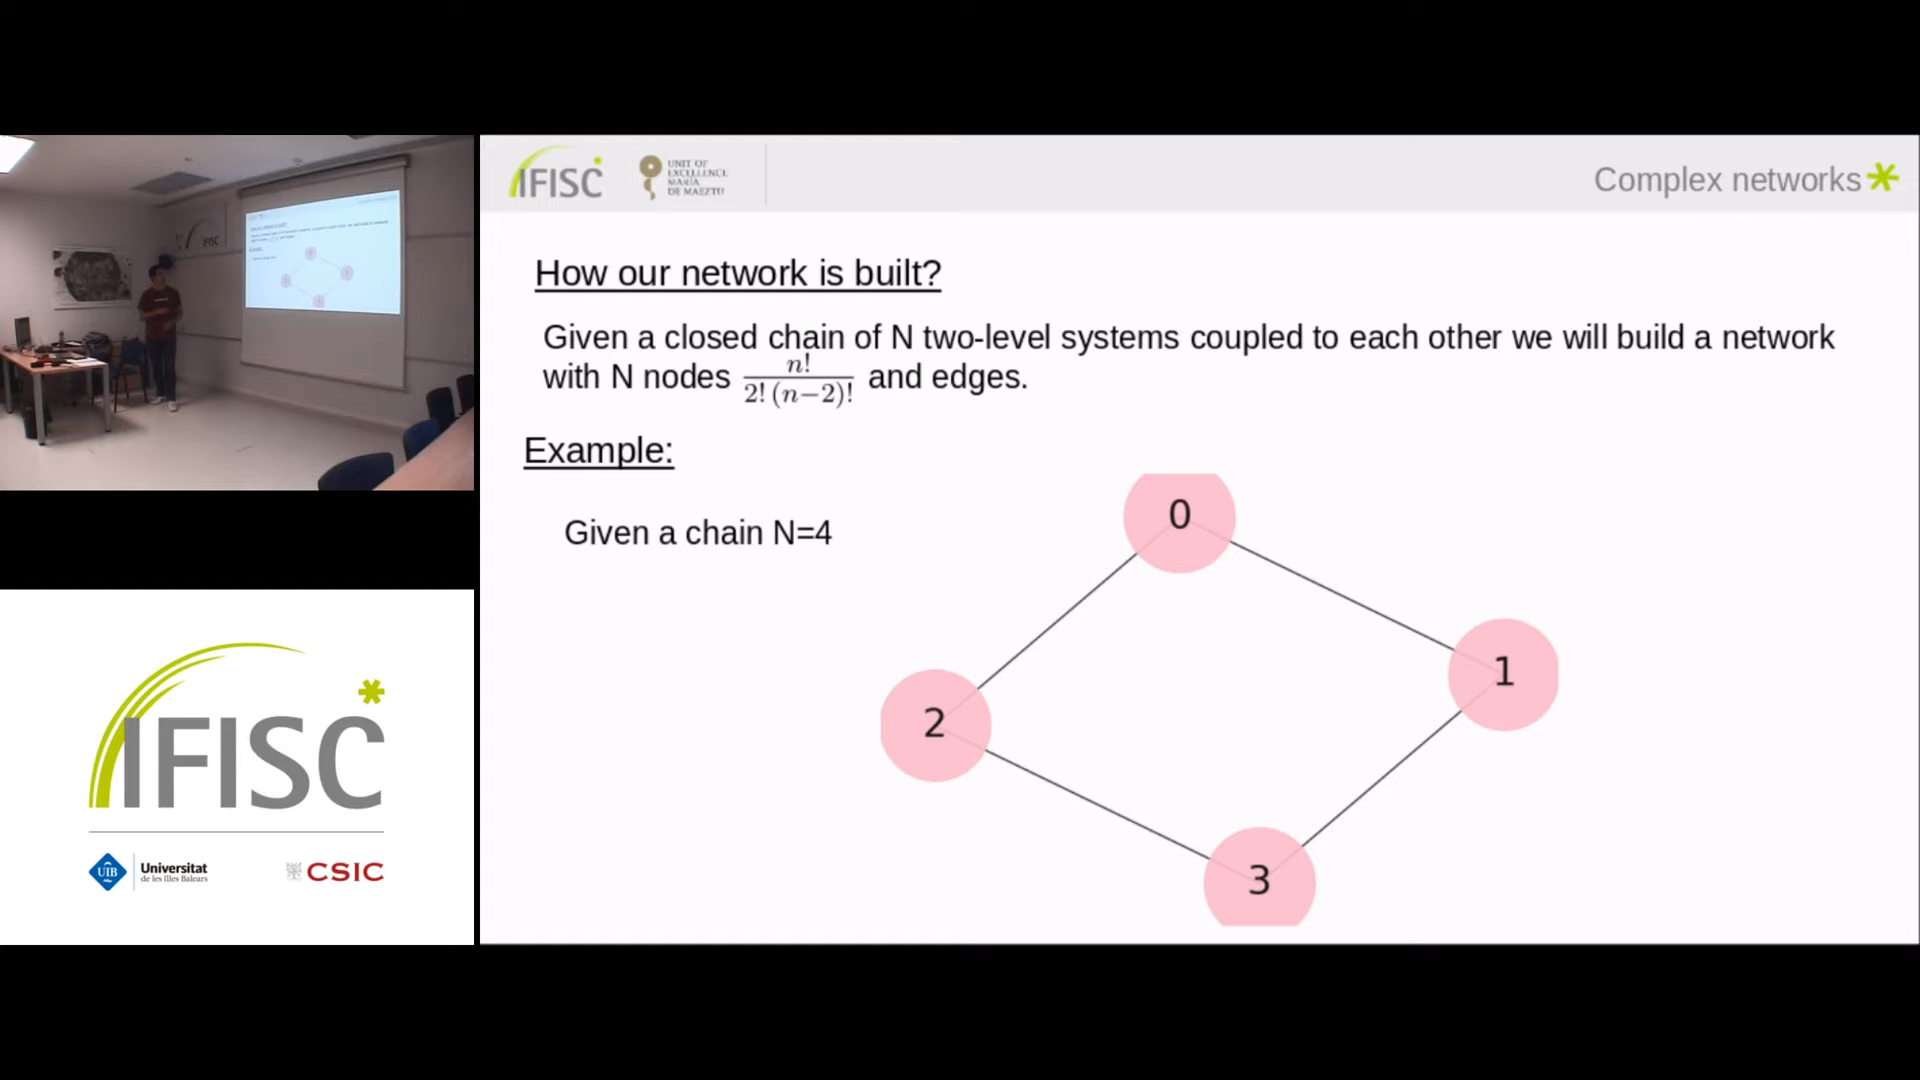 IFISC
UNIT OF
EXCELLENCE
MARÍA
DE MAEZTU
Complex networks
How our network is built?
Given a closed chain of N two-level systems coupled to each other we will build a network
with N nodes n!/2!(n−2)! and edges.
Example:
Given a chain N=4
0
1
2
3
IFISC
UIB
Universitat
de les Illes Balears
CSIC